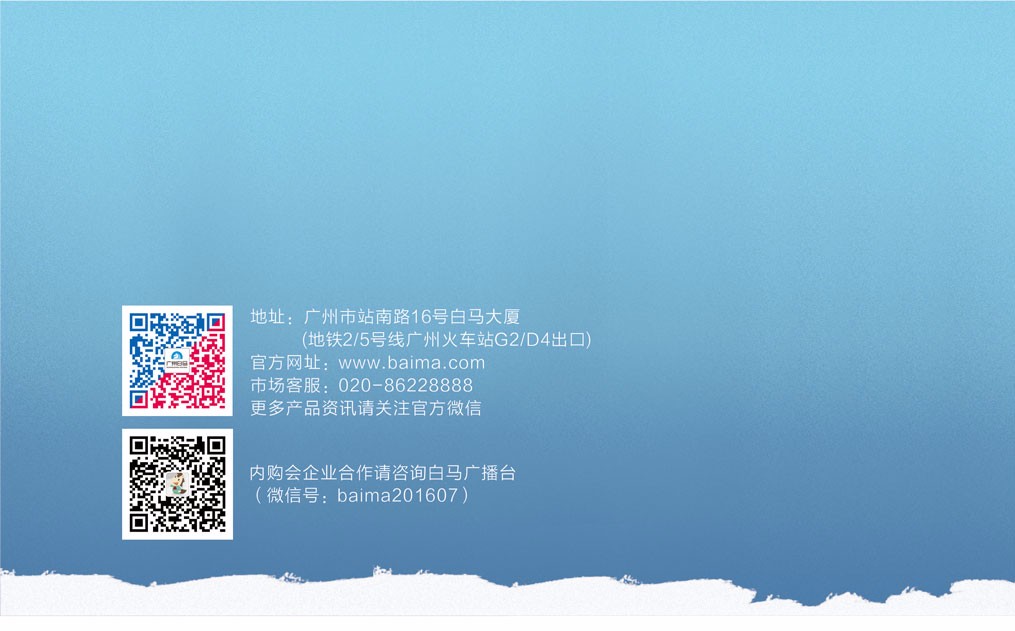 地址：广州市站南路16号白马大厦
(地铁2/5号线广州火车站G2/D4出口)
官方网址：www.baima.com
市场客服：020-86228888
更多产品资讯请关注官方微信
内购会企业合作请咨询白马广播台
（微信号：baima201607）